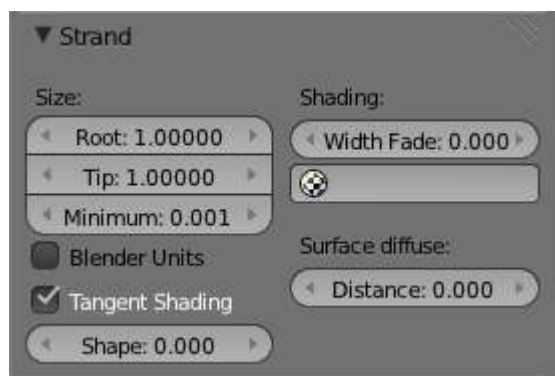 Strand
Size:
Root: 1.00000
Tip: 1.00000
Minimum: 0.001
Blender Units
Tangent Shading
Shape: 0.000
Shading:
Width Fade: 0.000
Surface diffuse:
Distance: 0.000